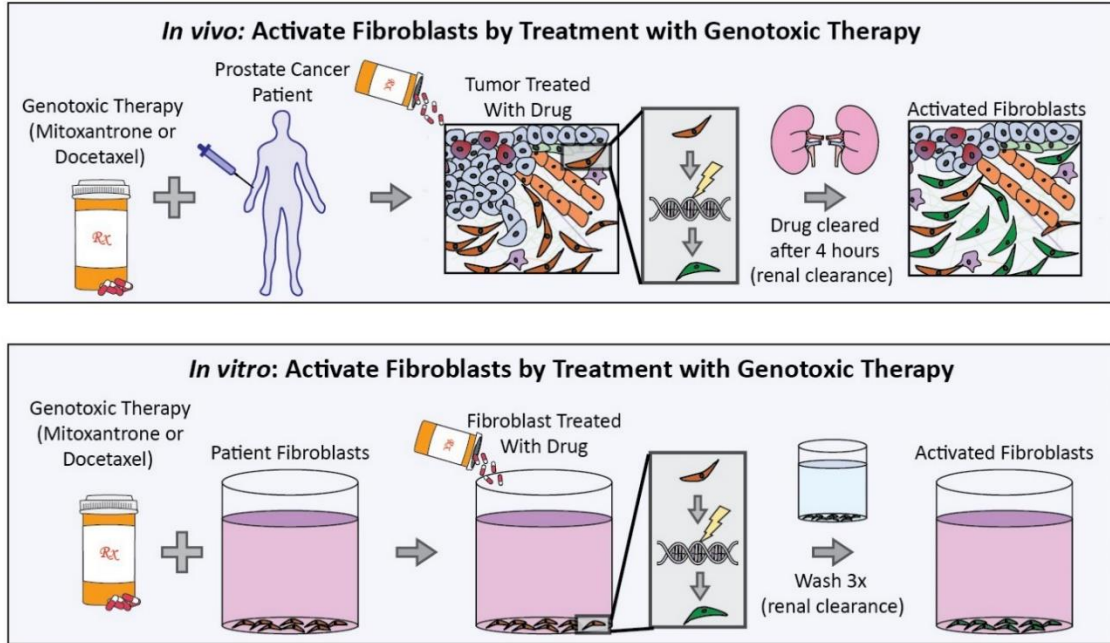 In vivo: Activate Fibroblasts by Treatment with Genotoxic Therapy
Genotoxic Therapy
(Mitoxantrone or
Docetaxel)
Rx
Prostate Cancer
Patient
Rx
Tumor Treated
With Drug
Drug cleared
after 4 hours
(renal clearance)
Activated Fibroblasts
In vitro: Activate Fibroblasts by Treatment with Genotoxic Therapy
Genotoxic Therapy
(Mitoxantrone or
Docetaxel)
Rx
Patient Fibroblasts
Rx
Fibroblast Treated
With Drug
Wash 3x
(renal clearance)
Activated Fibroblasts